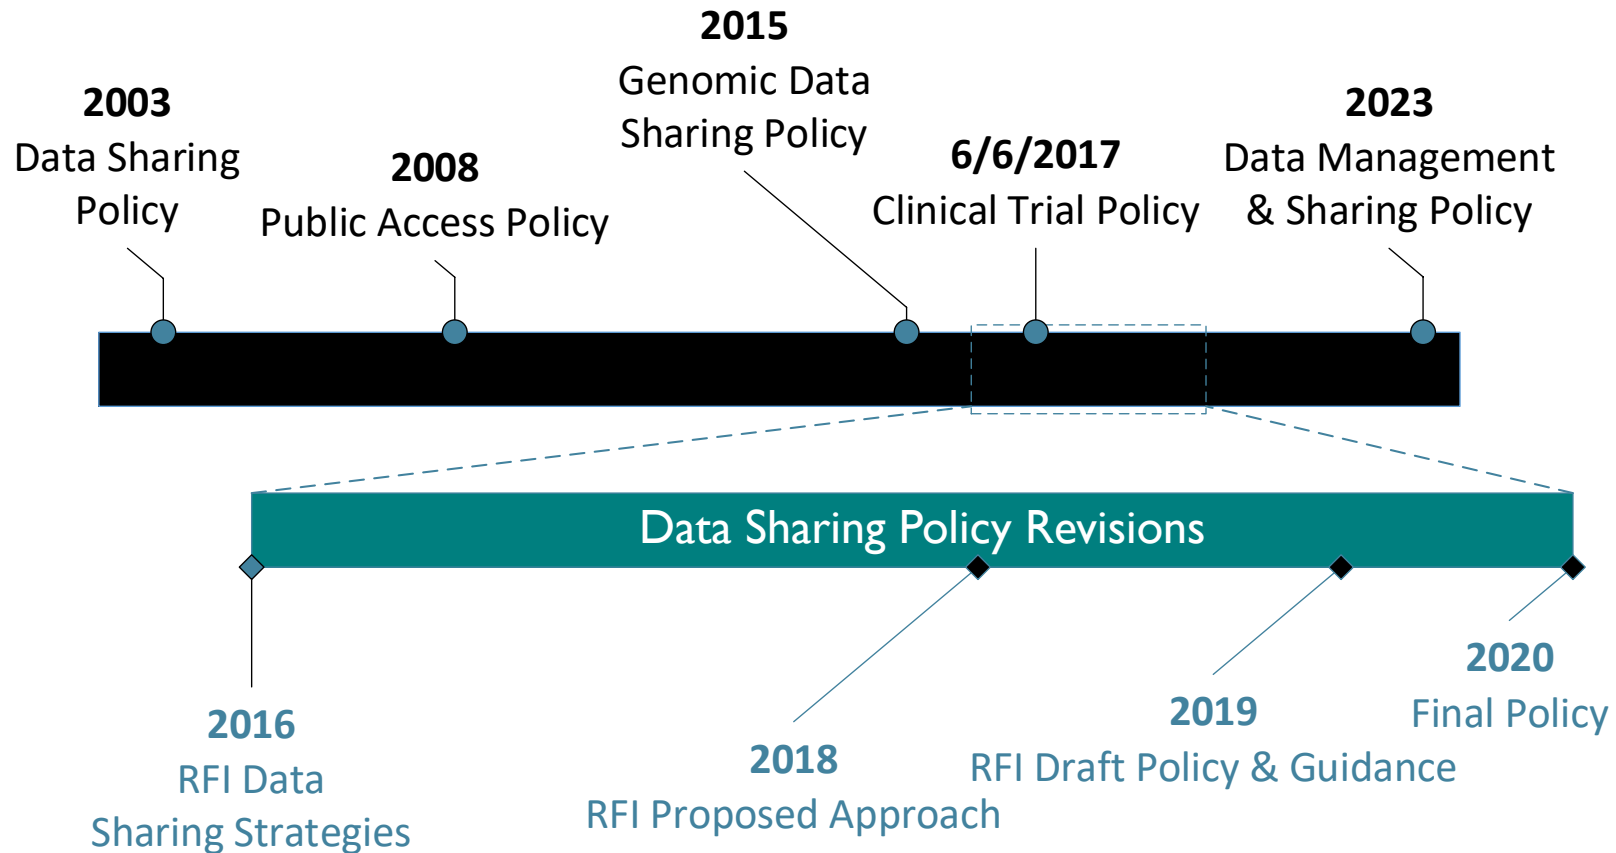 2003
Data Sharing
Policy
2008
Public Access Policy
2015
Genomic Data
Sharing Policy
6/6/2017
Clinical Trial Policy
2023
Data Management
& Sharing Policy
Data Sharing Policy Revisions
2016
RFI Data
Sharing Strategies
2018
RFI Proposed Approach
2019
RFI Draft Policy & Guidance
2020
Final Policy